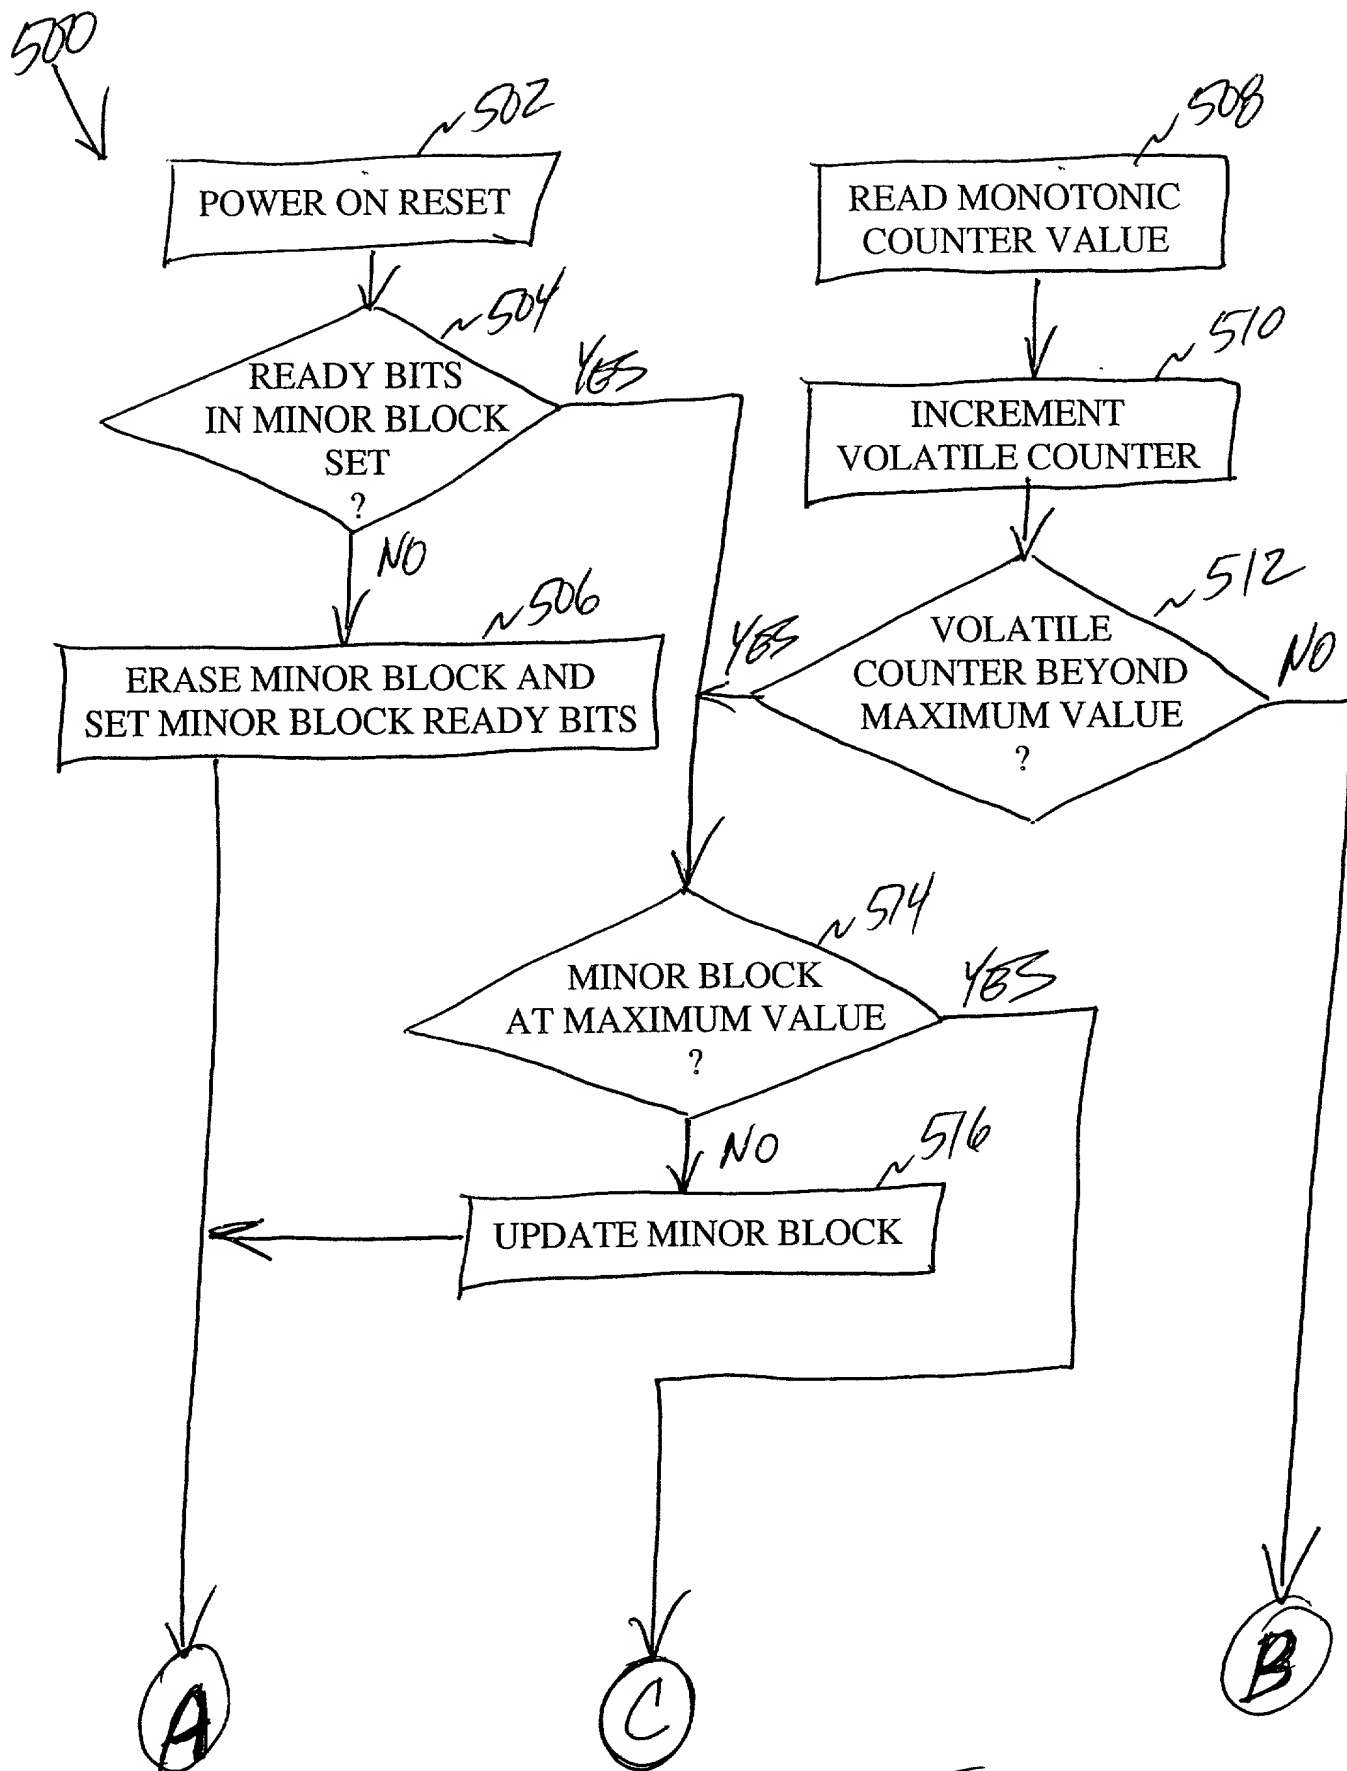 500
502
POWER ON RESET
504
READY BITS
IN MINOR BLOCK
SET
?
YES
NO
506
ERASE MINOR BLOCK AND
SET MINOR BLOCK READY BITS
508
READ MONOTONIC
COUNTER VALUE
510
INCREMENT
VOLATILE COUNTER
512
VOLATILE
COUNTER BEYOND
MAXIMUM VALUE
?
YES
NO
514
MINOR BLOCK
AT MAXIMUM VALUE
?
YES
NO
516
UPDATE MINOR BLOCK
A
C
B